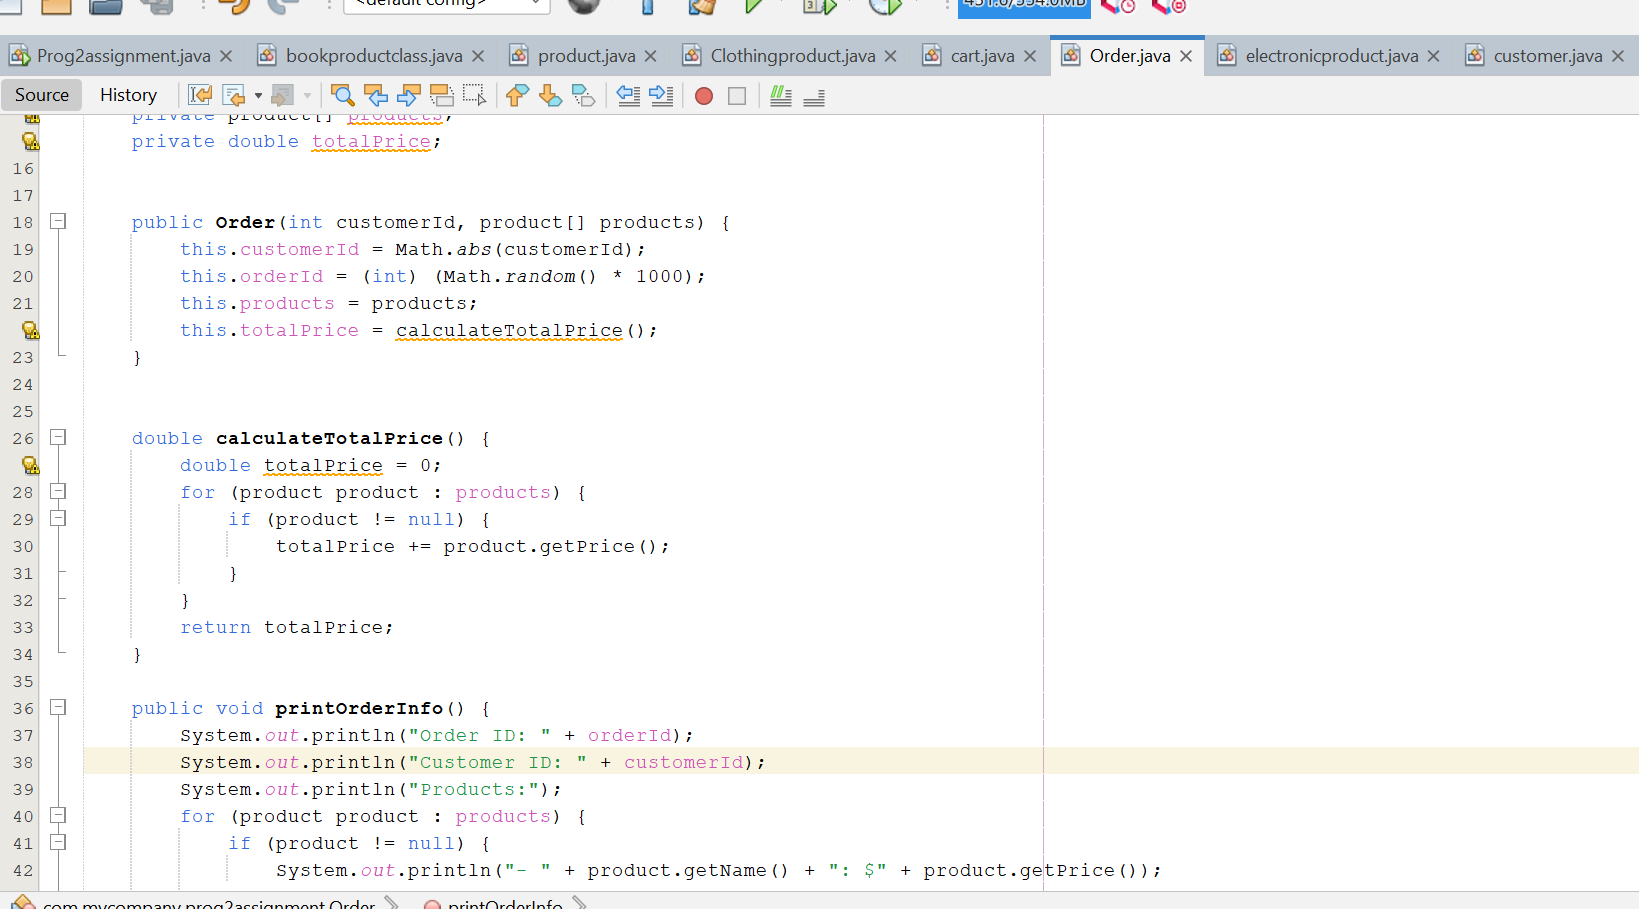 <default config>
431.0/534.0MB
Prog2assignment.java bookproductclass.java product.java Clothingproduct.java cart.java Order.java electronicproduct.java customer.java
Source History
private product[] products;
private double totalPrice;
16
17
18 public Order(int customerId, product[] products) {
19 this.customerId = Math.abs(customerId);
20 this.orderId = (int) (Math.random() * 1000);
21 this.products = products;
this.totalPrice = calculateTotalPrice();
23 }
24
25
26 double calculateTotalPrice() {
double totalPrice = 0;
28 for (product product : products) {
29 if (product != null) {
30 totalPrice += product.getPrice();
31 }
32 }
33 return totalPrice;
34 }
35
36 public void printOrderInfo() {
37 System.out.println("Order ID: " + orderId);
38 System.out.println("Customer ID: " + customerId);
39 System.out.println("Products:");
40 for (product product : products) {
41 if (product != null) {
42 System.out.println("- " + product.getName() + ": $" + product.getPrice());
com.mycompany.prog2assignment.Order printOrderInfo